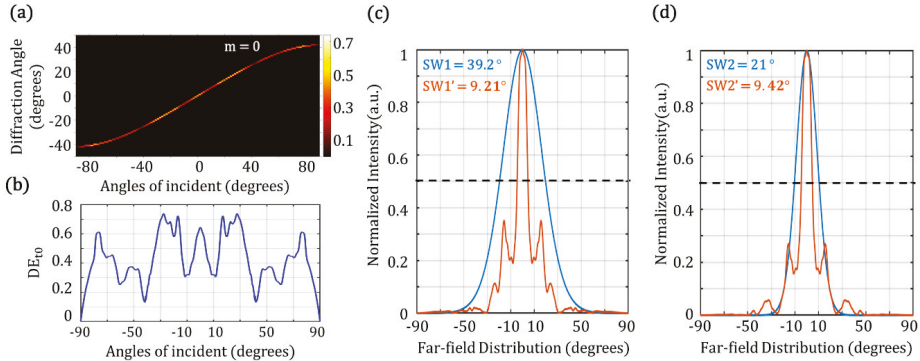 (a)
m = 0
Diffraction Angle
(degrees)
40
20
0
-20
-40
-80
-40
0
40
80
Angles of incident (degrees)
0.7
0.5
0.3
0.1
(b)
DEt0
0.8
0.6
0.4
0.2
0
-90
-50
-10
10
50
90
Angles of incident (degrees)
(c)
SW1 = 39.2°
SW1' = 9.21°
Normalized Intensity(a.u.)
1
0.8
0.6
0.4
0.2
0
-90
-50
-10
10
50
90
Far-field Distribution (degrees)
(d)
SW2 = 21°
SW2' = 9.42°
Normalized Intensity(a.u.)
1
0.8
0.6
0.4
0.2
0
-90
-50
-10
10
50
90
Far-field Distribution (degrees)